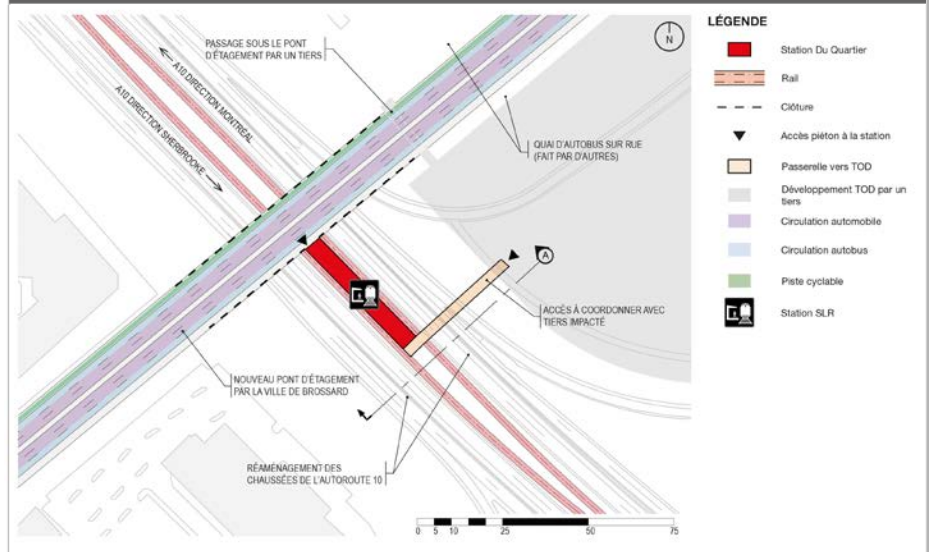 PASSAGE SOUS LE PONT
D'ÉTAGEMENT PAR UN TIERS
A10 DIRECTION MONTRÉAL
A10 DIRECTION SHERBROOKE
N
QUAI D'AUTOBUS SUR RUE
(FAIT PAR D'AUTRES)
A
ACCÈS À COORDONNER AVEC
TIERS IMPACTÉ
NOUVEAU PONT D'ÉTAGEMENT
PAR LA VILLE DE BROSSARD
RÉAMÉNAGEMENT DES
CHAUSSÉES DE L'AUTOROUTE 10
0 5 10 25 50 75
LÉGENDE
Station Du Quartier
Rail
Clôture
Accès piéton à la station
Passerelle vers TOD
Développement TOD par un
tiers
Circulation automobile
Circulation autobus
Piste cyclable
Station SLR